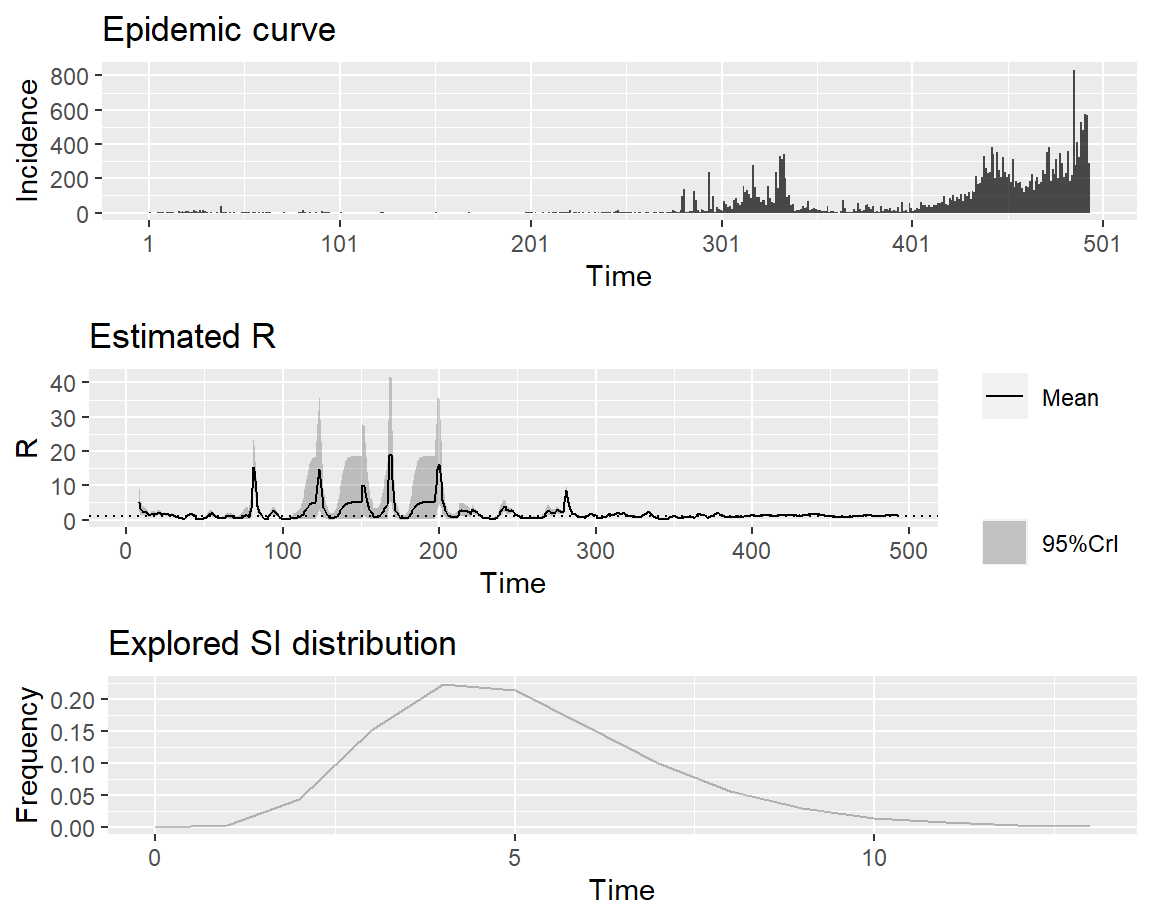 Epidemic curve
Incidence
800
600
400
200
0
1 101 201 301 401 501
Time
Estimated R
R
40
30
20
10
0
0 100 200 300 400 500
Time
Mean
95%CrI
Explored SI distribution
Frequency
0.20
0.15
0.10
0.05
0.00
0 5 10
Time